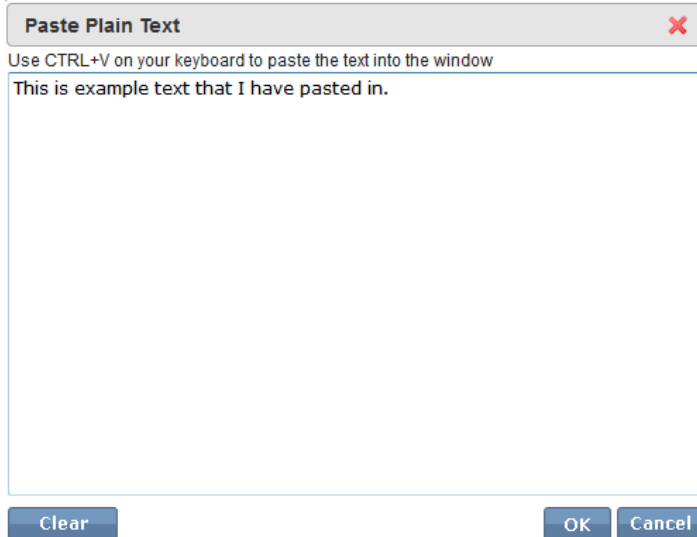 Paste Plain Text
Use CTRL+V on your keyboard to paste the text into the window
This is example text that I have pasted in.
Clear OK Cancel